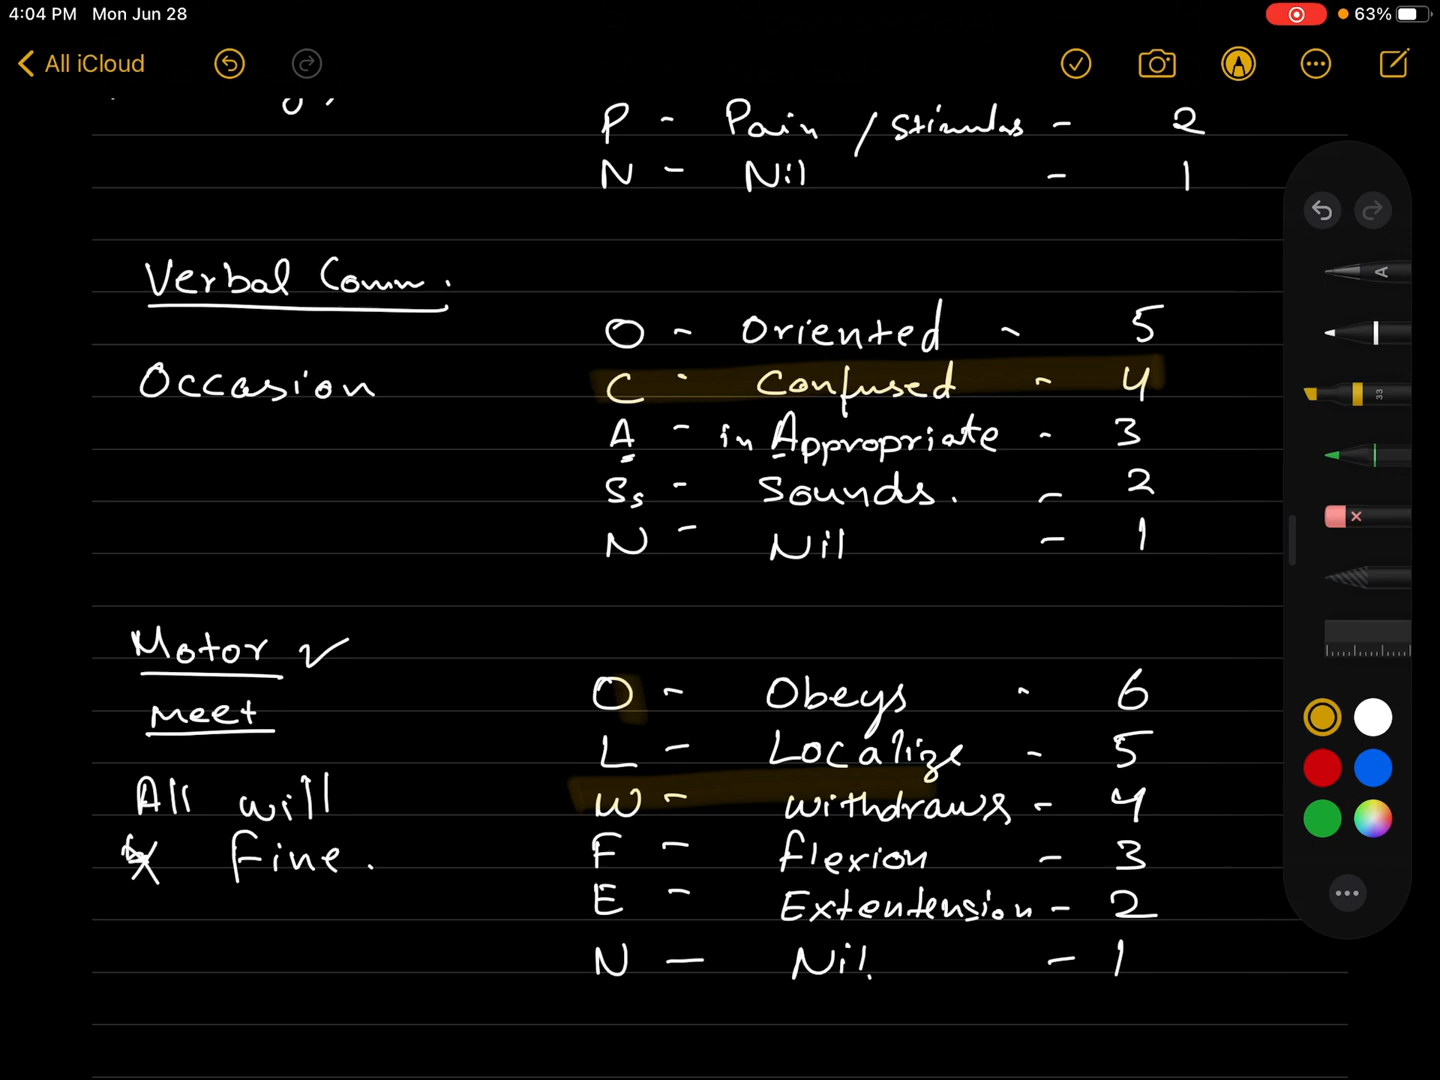 4:04 PM Mon Jun 28
63%
All iCloud
P - Pain / Stimulus - 2
N - Nil - 1
Verbal Comm.
O - Oriented - 5
Occasion
C - Confused - 4
A - in Appropriate - 3
Ss - Sounds. - 2
N - Nil - 1
Motor ✓
Meet
O - Obeys - 6
L - Localize - 5
All will
W - withdraws - 4
Fine.
F - flexion - 3
E - Extentension - 2
N - Nil. - 1
A
33